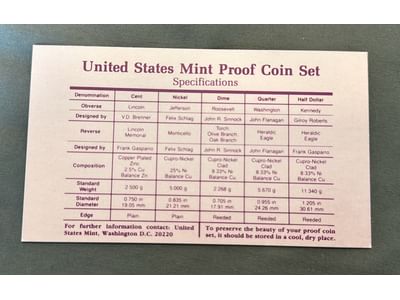 United States Mint Proof Coin Set
Specifications
Denomination Cent Nickel Dime Quarter Half Dollar
Obverse Lincoln Jefferson Roosevelt Washington Kennedy
Designed by V.D. Brenner Felix Schlag John R. Sinnock John Flanagan Gilroy Roberts
Reverse Lincoln Memorial Monticello Torch Olive Branch Oak Branch Heraldic Eagle Heraldic Eagle
Designed by Frank Gasparro Felix Schlag John R. Sinnock John Flanagan Frank Gasparro
Composition Copper Plated Zinc 2.5% Cu Balance Zn Cupro-Nickel 25% Ni Balance Cu Cupro-Nickel Clad 8.33% Ni Balance Cu. Cupro-Nickel Clad 8.33% Ni Balance Cu. Cupro-Nickel Clad 8.33% Ni Balance Cu.
Standard Weight 2.500 g 5.000 g 2.268 g 5.670 g 11.340 g
Standard Diameter 0.750 in 19.05 mm 0.835 in 21.21 mm 0.705 in 17.91 mm 0.955 in 24.26 mm 1.205 in 30.61 mm
Edge Plain Plain Reeded Reeded Reeded
For further information contact: United
States Mint, Washington D.C. 20220
To preserve the beauty of your proof coin
set, it should be stored in a cool, dry place.